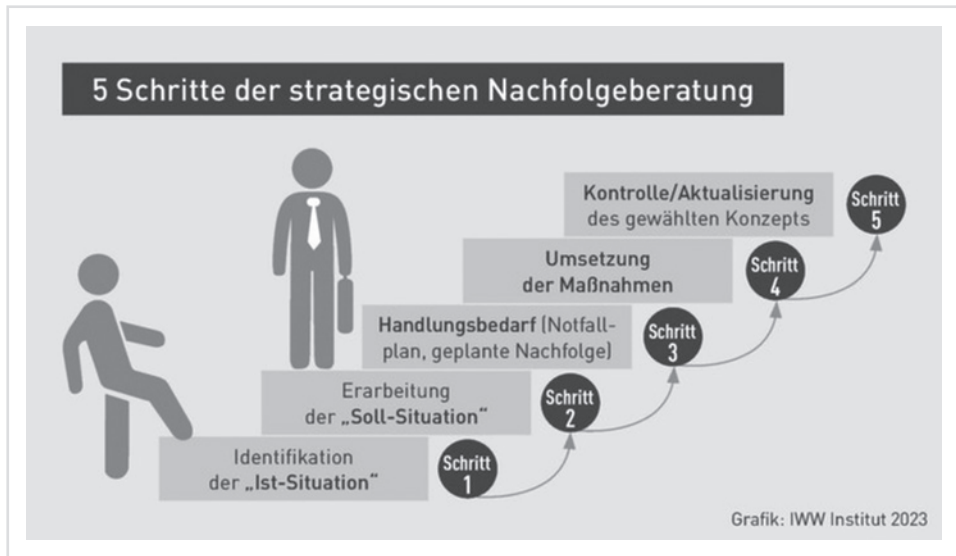 5 Schritte der strategischen Nachfolgeberatung
Kontrolle/Aktualisierung
des gewählten Konzepts
Schritt
5
Umsetzung
der Maßnahmen
Schritt
4
Handlungsbedarf (Notfall-
plan, geplante Nachfolge)
Schritt
3
Erarbeitung
der „Soll-Situation“
Schritt
2
Identifikation
der „Ist-Situation“
Schritt
1
Grafik: IWW Institut 2023